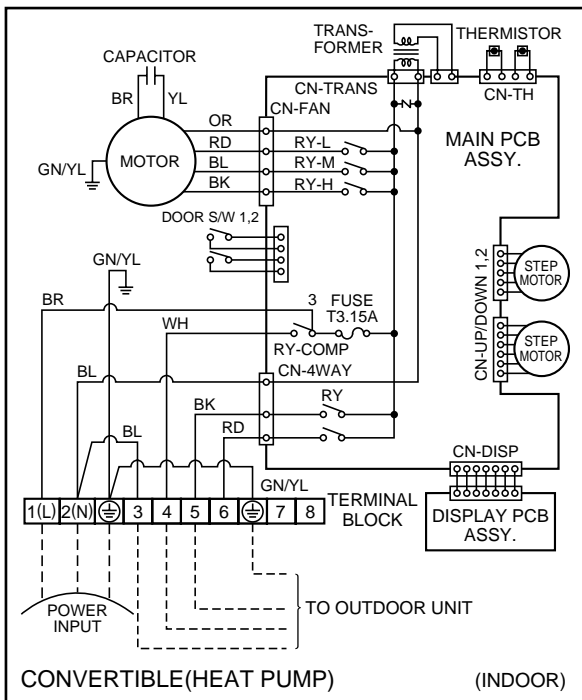 TRANS-
FORMER
THERMISTOR
CAPACITOR
CN-TRANS
CN-TH
BR
YL
CN-FAN
N
OR
RD
BL
BK
RY-L
RY-M
RY-H
MAIN PCB
ASSY.
GN/YL
MOTOR
DOOR S/W 1,2
GN/YL
CN-UP/DOWN 1,2
STEP
MOTOR
STEP
MOTOR
BR
3
FUSE
T3.15A
WH
RY-COMP
CN-4WAY
BL
BK
RY
RD
BL
CN-DISP
GN/YL
1(L)
2(N)
3
4
5
6
7
8
TERMINAL
BLOCK
DISPLAY PCB
ASSY.
POWER
INPUT
TO OUTDOOR UNIT
CONVERTIBLE(HEAT PUMP)
(INDOOR)